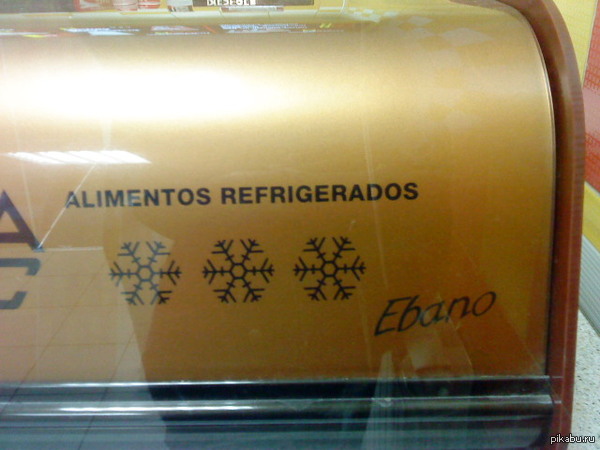 ALIMENTOS REFRIGERADOS
Ebano
A
C
pikabu.ru